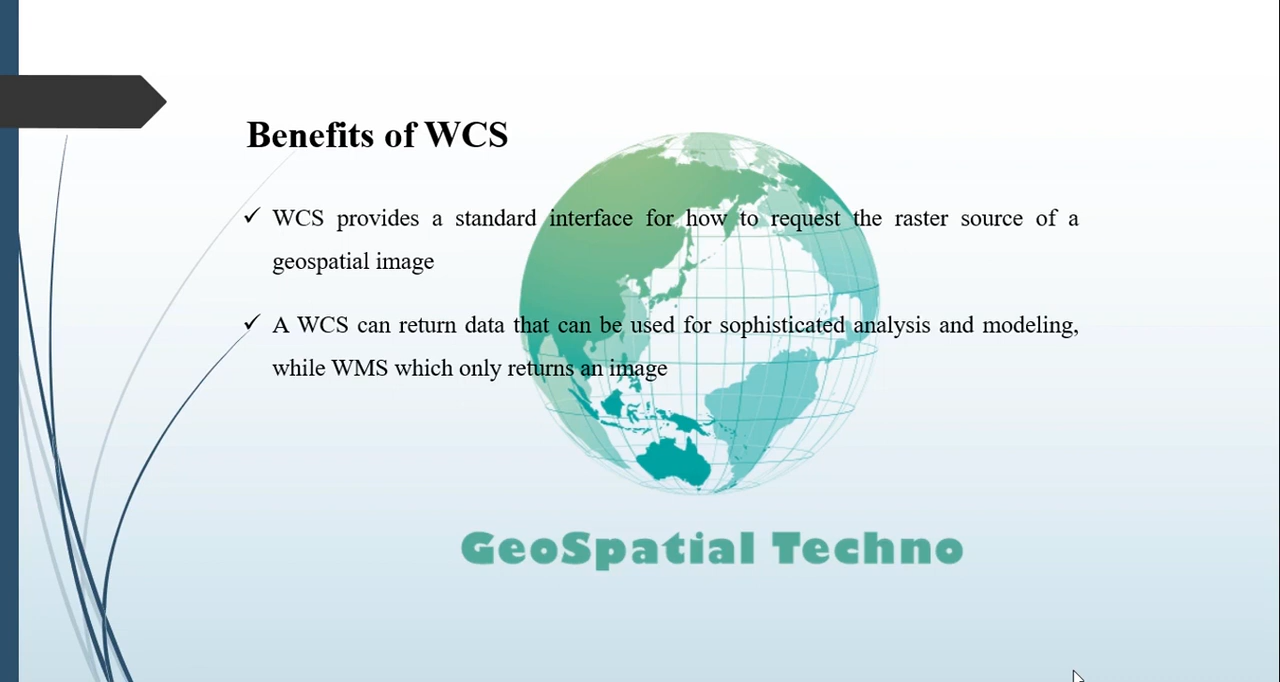 Benefits of WCS
✓ WCS provides a standard interface for how to request the raster source of a
geospatial image
✓ A WCS can return data that can be used for sophisticated analysis and modeling,
while WMS which only returns an image
GeoSpatial Techno